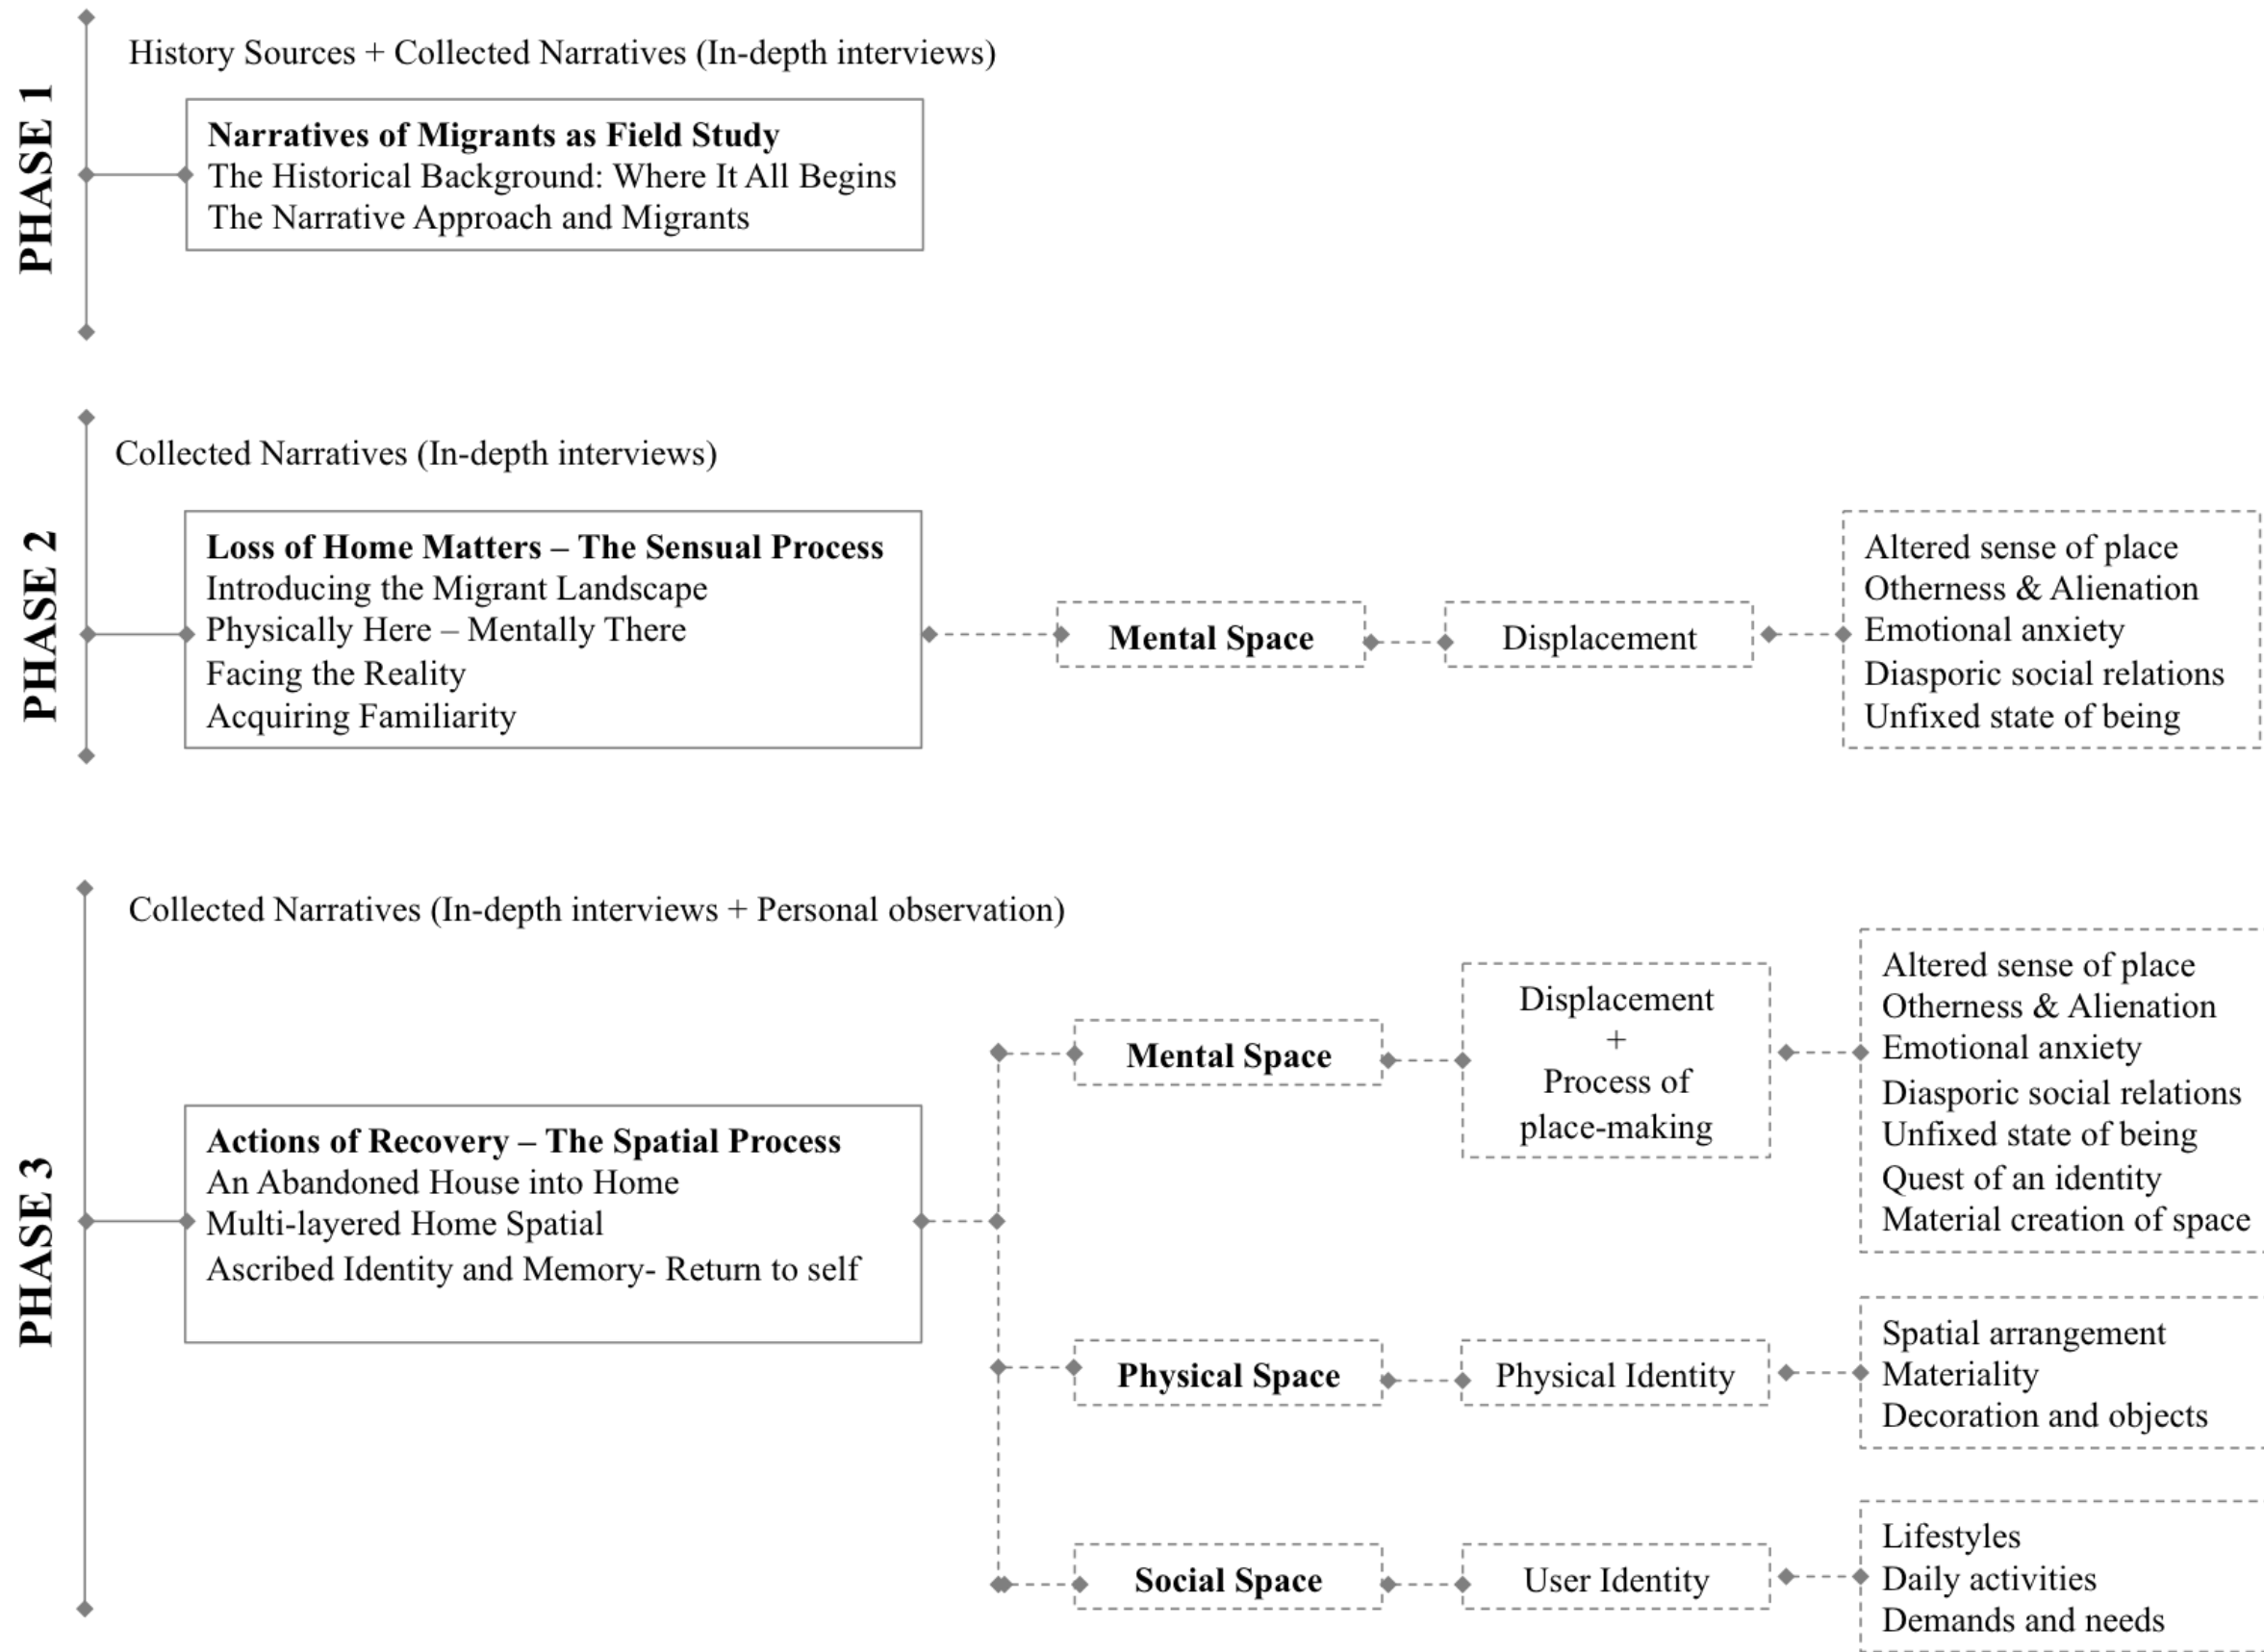 PHASE 1
History Sources + Collected Narratives (In-depth interviews)
Narratives of Migrants as Field Study
The Historical Background: Where It All Begins
The Narrative Approach and Migrants
PHASE 2
Collected Narratives (In-depth interviews)
Loss of Home Matters – The Sensual Process
Introducing the Migrant Landscape
Physically Here – Mentally There
Facing the Reality
Acquiring Familiarity
Mental Space
Displacement
Altered sense of place
Otherness & Alienation
Emotional anxiety
Diasporic social relations
Unfixed state of being
PHASE 3
Collected Narratives (In-depth interviews + Personal observation)
Actions of Recovery – The Spatial Process
An Abandoned House into Home
Multi-layered Home Spatial
Ascribed Identity and Memory- Return to self
Mental Space
Displacement
+
Process of
place-making
Altered sense of place
Otherness & Alienation
Emotional anxiety
Diasporic social relations
Unfixed state of being
Quest of an identity
Material creation of space
Physical Space
Physical Identity
Spatial arrangement
Materiality
Decoration and objects
Social Space
User Identity
Lifestyles
Daily activities
Demands and needs